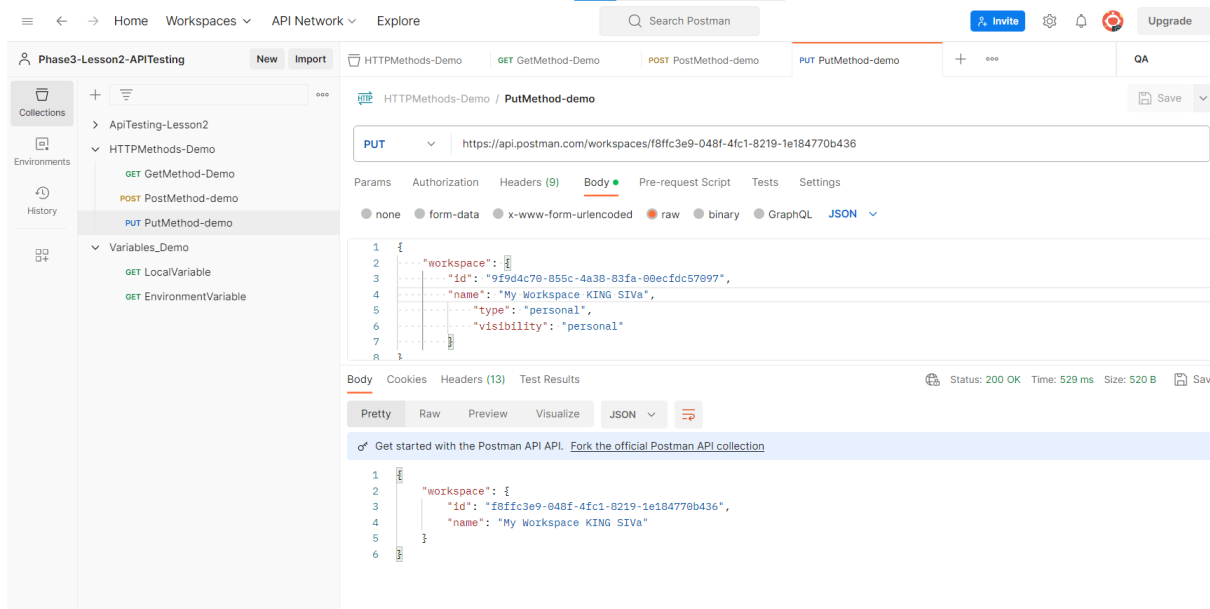 Home Workspaces API Network Explore Search Postman Invite Upgrade
Phase3-Lesson2-APITesting New Import HTTPMethods-Demo GET GetMethod-Demo POST PostMethod-demo PUT PutMethod-demo QA
Collections
Environments
History
ApiTesting-Lesson2
HTTPMethods-Demo
GET GetMethod-Demo
POST PostMethod-demo
PUT PutMethod-demo
Variables_Demo
GET LocalVariable
GET EnvironmentVariable
HTTP HTTPMethods-Demo / PutMethod-demo Save
PUT https://api.postman.com/workspaces/f8ffc3e9-048f-4fc1-8219-1e184770b436
Params Authorization Headers (9) Body Pre-request Script Tests Settings
none form-data x-www-form-urlencoded raw binary GraphQL JSON
1 {
2 "workspace": {
3 "id": "9f9d4c70-855c-4a38-83fa-00ecfdc57097",
4 "name": "My Workspace KING SIVa",
5 "type": "personal",
6 "visibility": "personal"
7 }
8 }
Body Cookies Headers (13) Test Results Status: 200 OK Time: 529 ms Size: 520 B Sav
Pretty Raw Preview Visualize JSON
Get started with the Postman API API. Fork the official Postman API collection
1 {
2 "workspace": {
3 "id": "f8ffc3e9-048f-4fc1-8219-1e184770b436",
4 "name": "My Workspace KING SIVa"
5 }
6 }